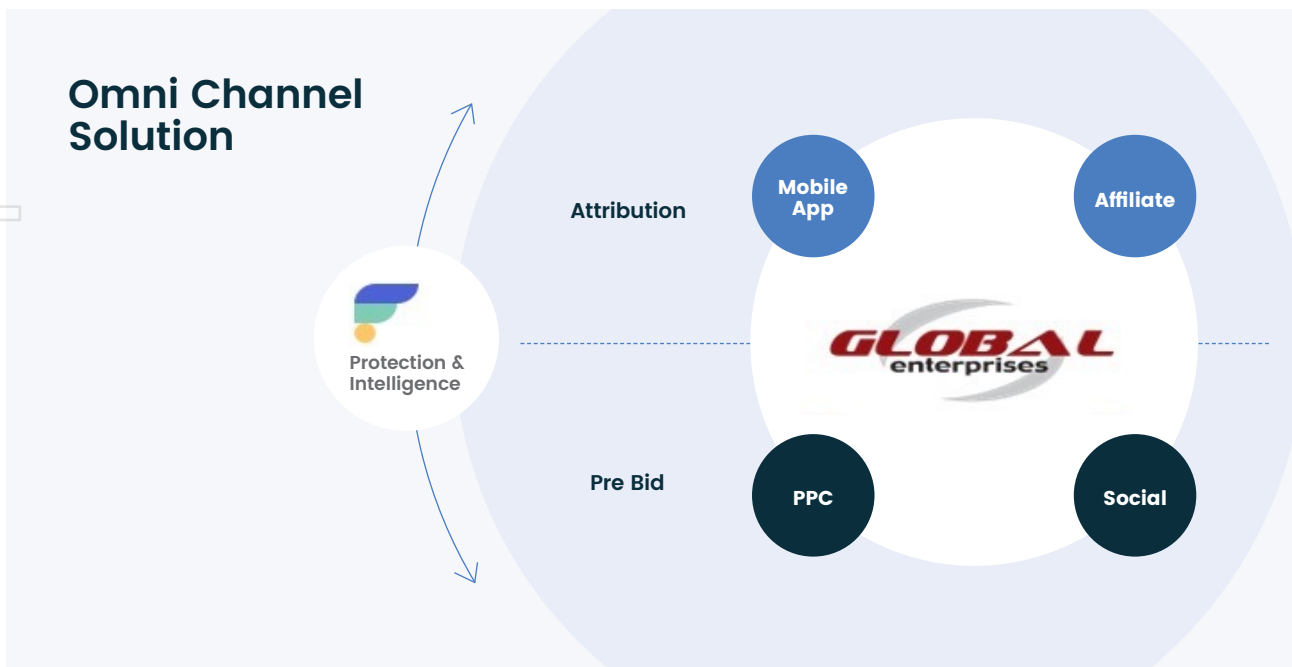 Omni Channel
Solution
Attribution
Mobile
App
Affiliate
Protection &
Intelligence
GLOBAL
enterprises
Pre Bid
PPC
Social